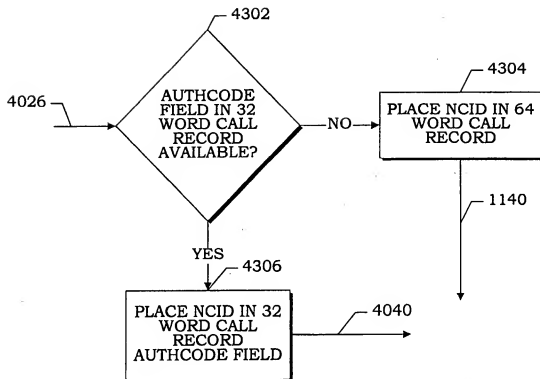 4302
4026
AUTHCODE
FIELD IN 32
WORD CALL
RECORD
AVAILABLE?
NO
4304
PLACE NCID IN 64
WORD CALL
RECORD
1140
YES
4306
PLACE NCID IN 32
WORD CALL
RECORD
AUTHCODE FIELD
4040